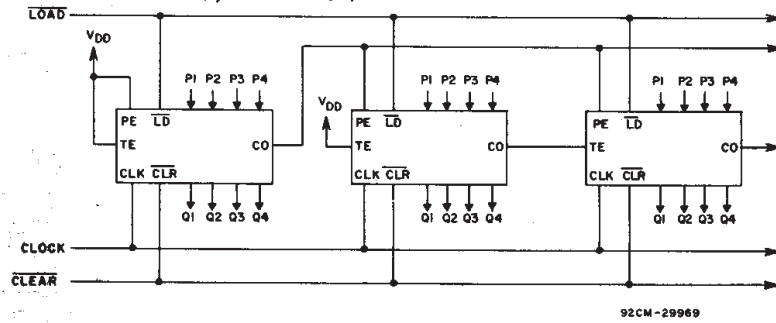 LOAD
VDD
P1 P2 P3 P4
PE LD
TE CO
CLK CLR
Q1 Q2 Q3 Q4
VDD
P1 P2 P3 P4
PE LD
TE CO
CLK CLR
Q1 Q2 Q3 Q4
P1 P2 P3 P4
PE LD
TE CO
CLK CLR
Q1 Q2 Q3 Q4
CLOCK
CLEAR
92CM-29969